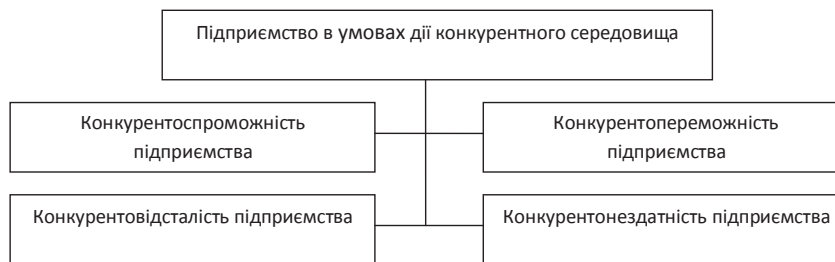 Підприємство в умовах дії конкурентного середовища
Конкурентоспроможність
підприємства
Конкурентопереможність
підприємства
Конкурентовідсталість підприємства
Конкурентонездатність підприємства